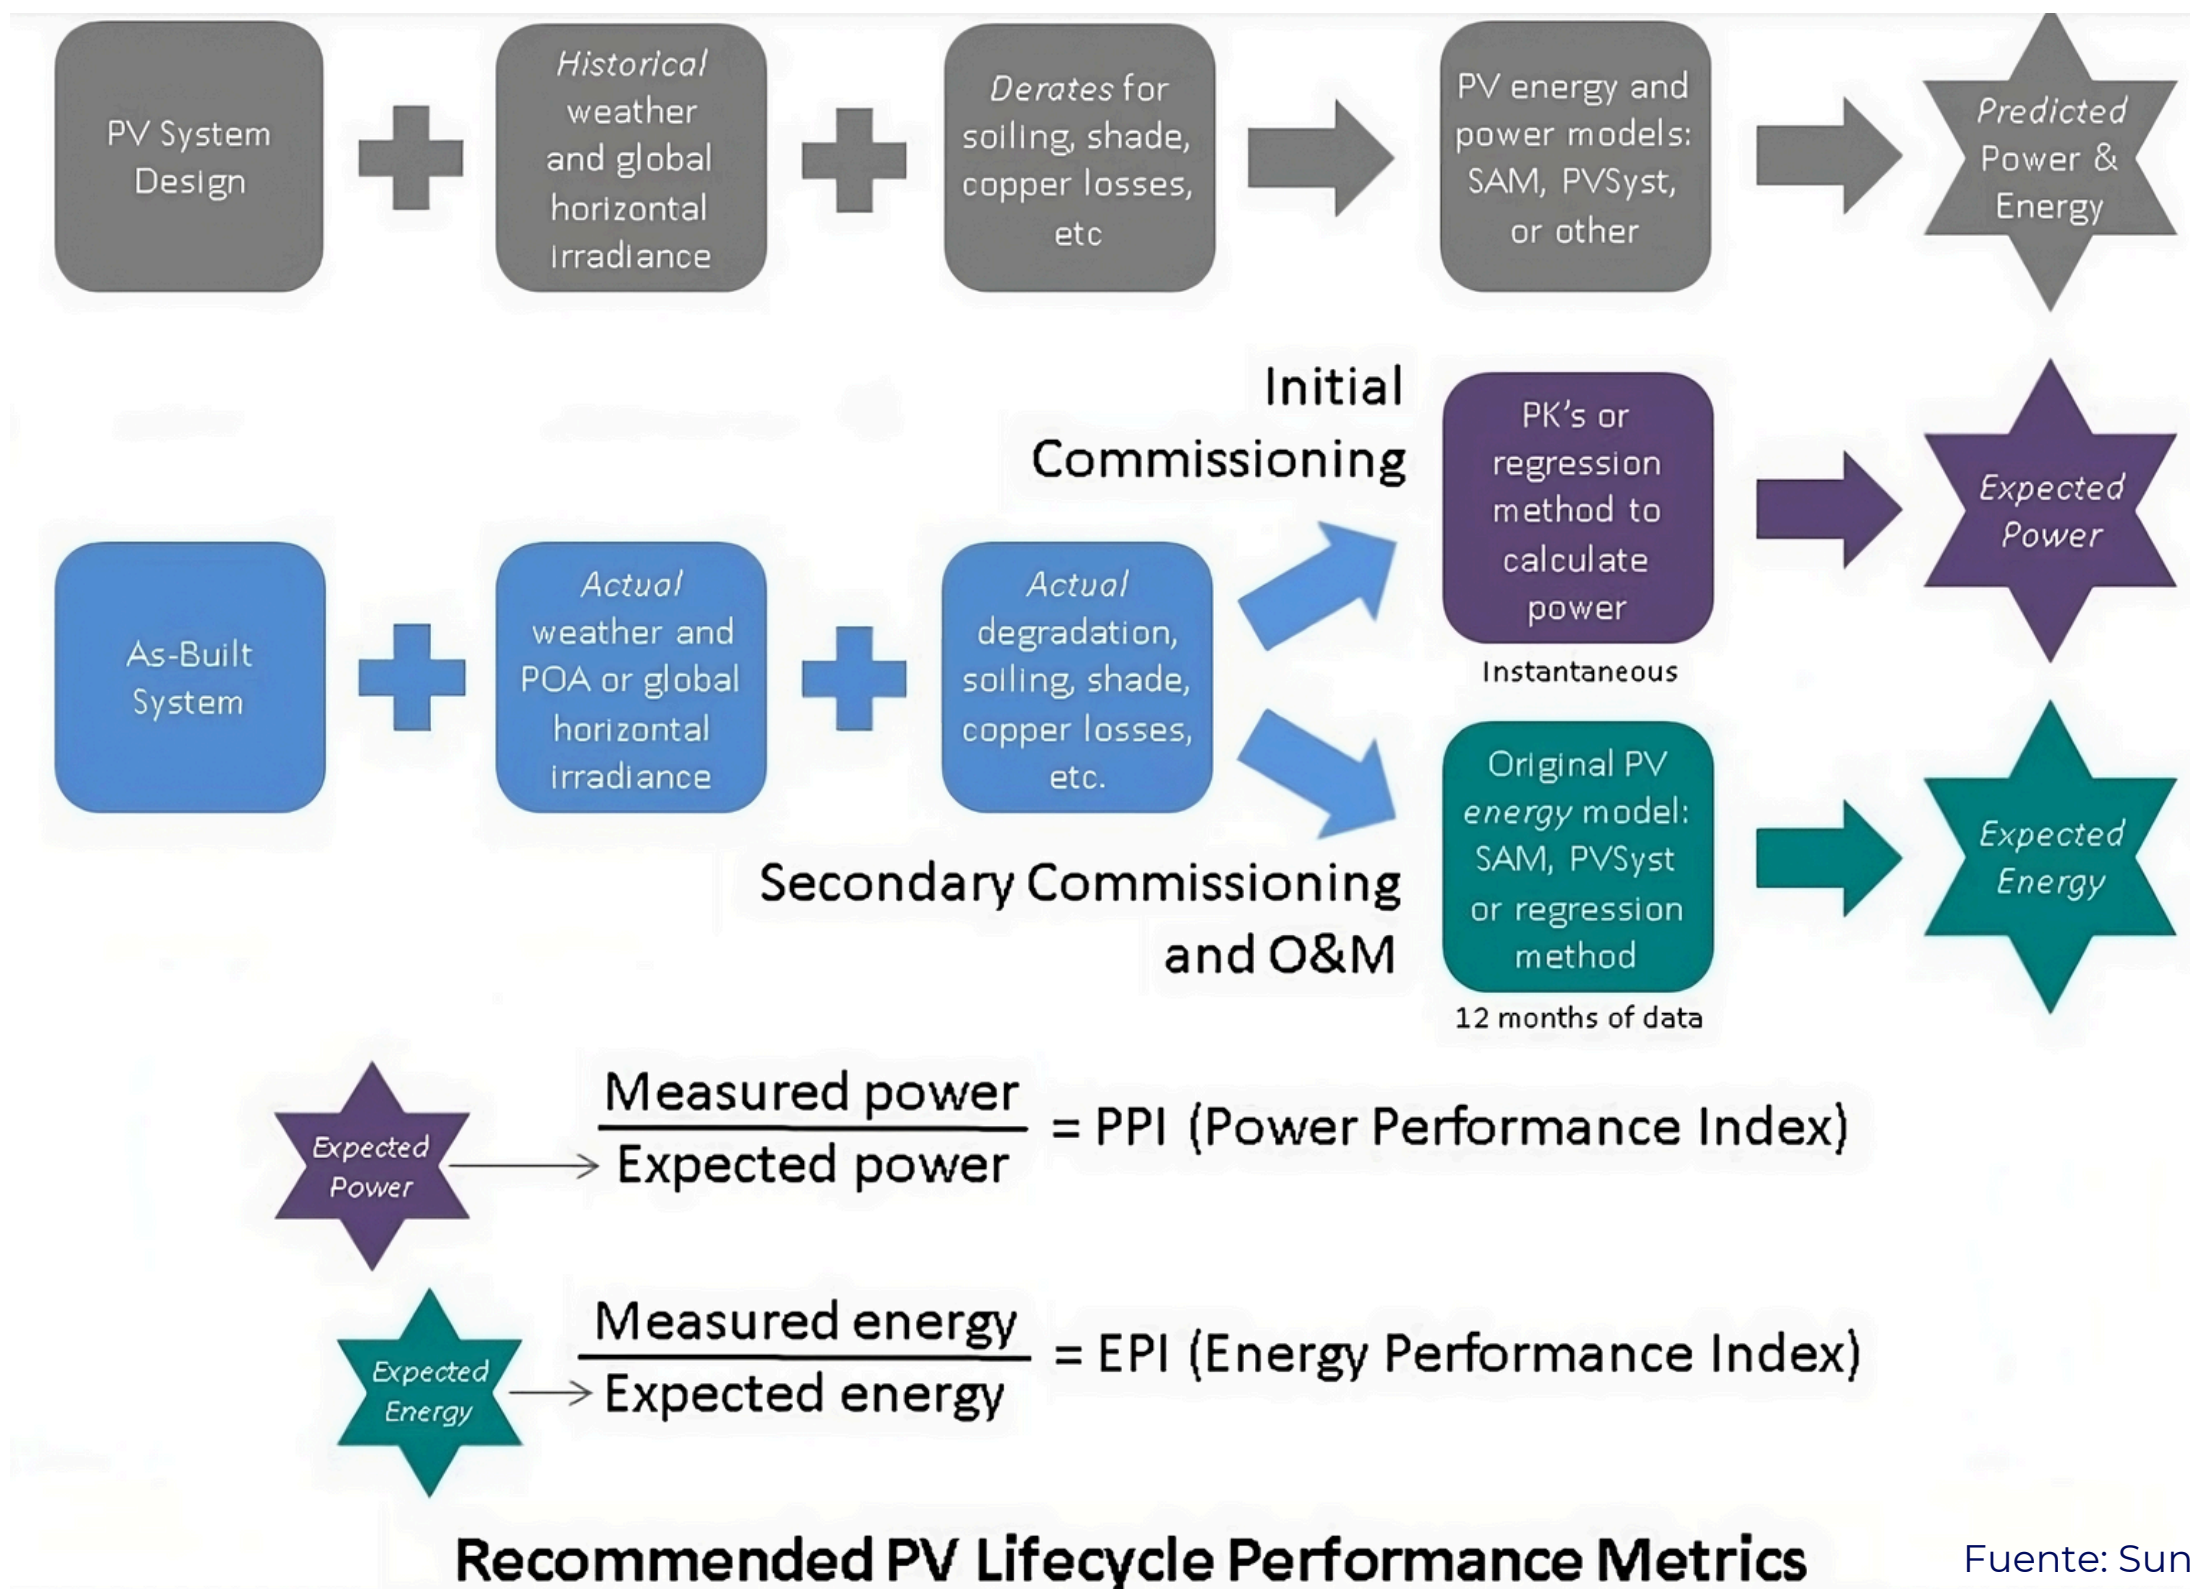 PV System
Design
Historical
weather
and global
horizontal
irradiance
Derates for
soiling, shade,
copper losses,
etc
PV energy and
power models:
SAM, PVSyst,
or other
Predicted
Power &
Energy
Initial
Commissioning
PK's or
regression
method to
calculate
power
Instantaneous
Expected
Power
As-Built
System
Actual
weather and
POA or global
horizontal
irradiance
Actual
degradation,
soiling, shade,
copper losses,
etc.
Secondary Commissioning
and O&M
Original PV
energy model:
SAM, PVSyst
or regression
method
12 months of data
Expected
Energy
Expected
Power
Measured power
Expected power
= PPI (Power Performance Index)
Expected
Energy
Measured energy
Expected energy
= EPI (Energy Performance Index)
Recommended PV Lifecycle Performance Metrics
Fuente: Sun